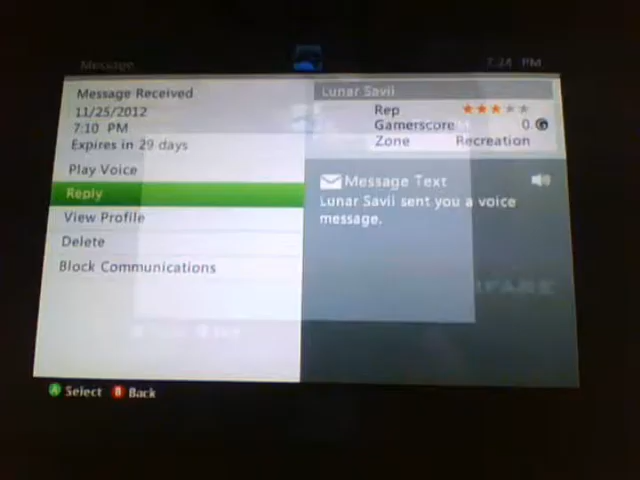 Message
7:24 PM
Message Received
11/25/2012
7:10 PM
Expires in 29 days
Play Voice
Reply
View Profile
Delete
Block Communications
Lunar Savii
Rep
Gamerscore 0 G
Zone Recreation
Message Text
Lunar Savii sent you a voice
message.
A Select B Back